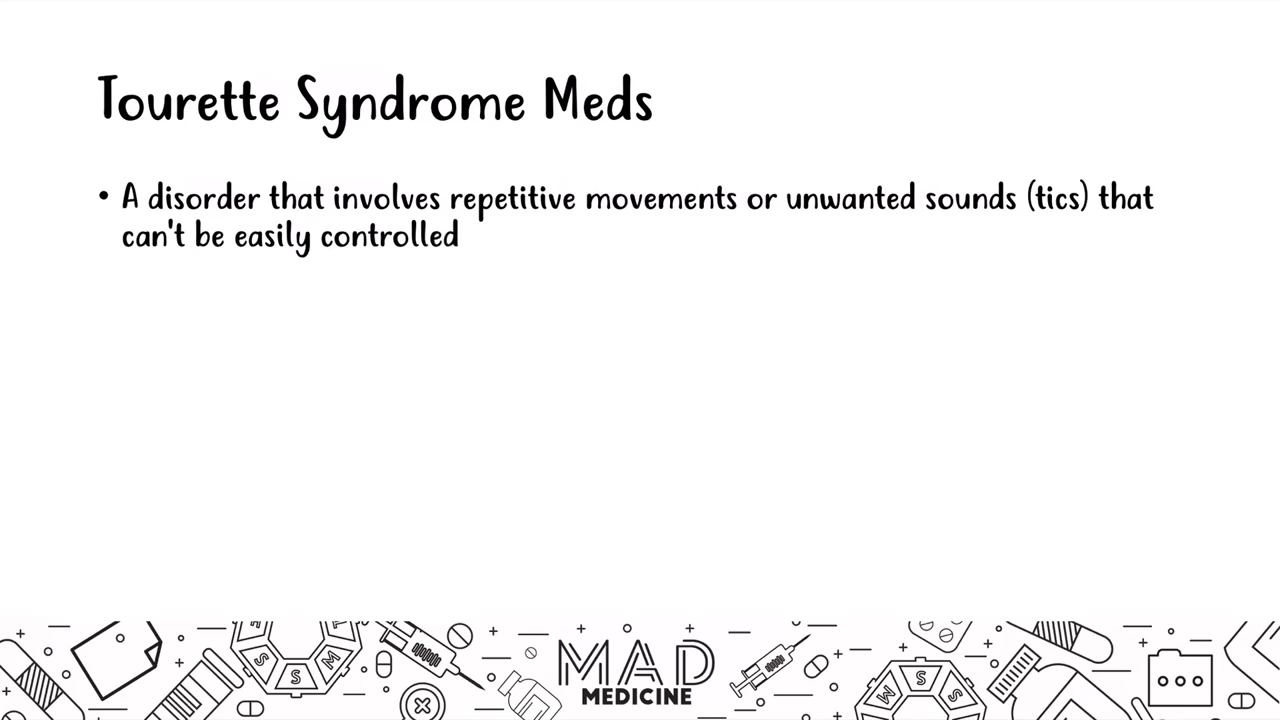 Tourette Syndrome Meds
• A disorder that involves repetitive movements or unwanted sounds (tics) that
can't be easily controlled
MAD
MEDICINE
S
S
M
M
S
S